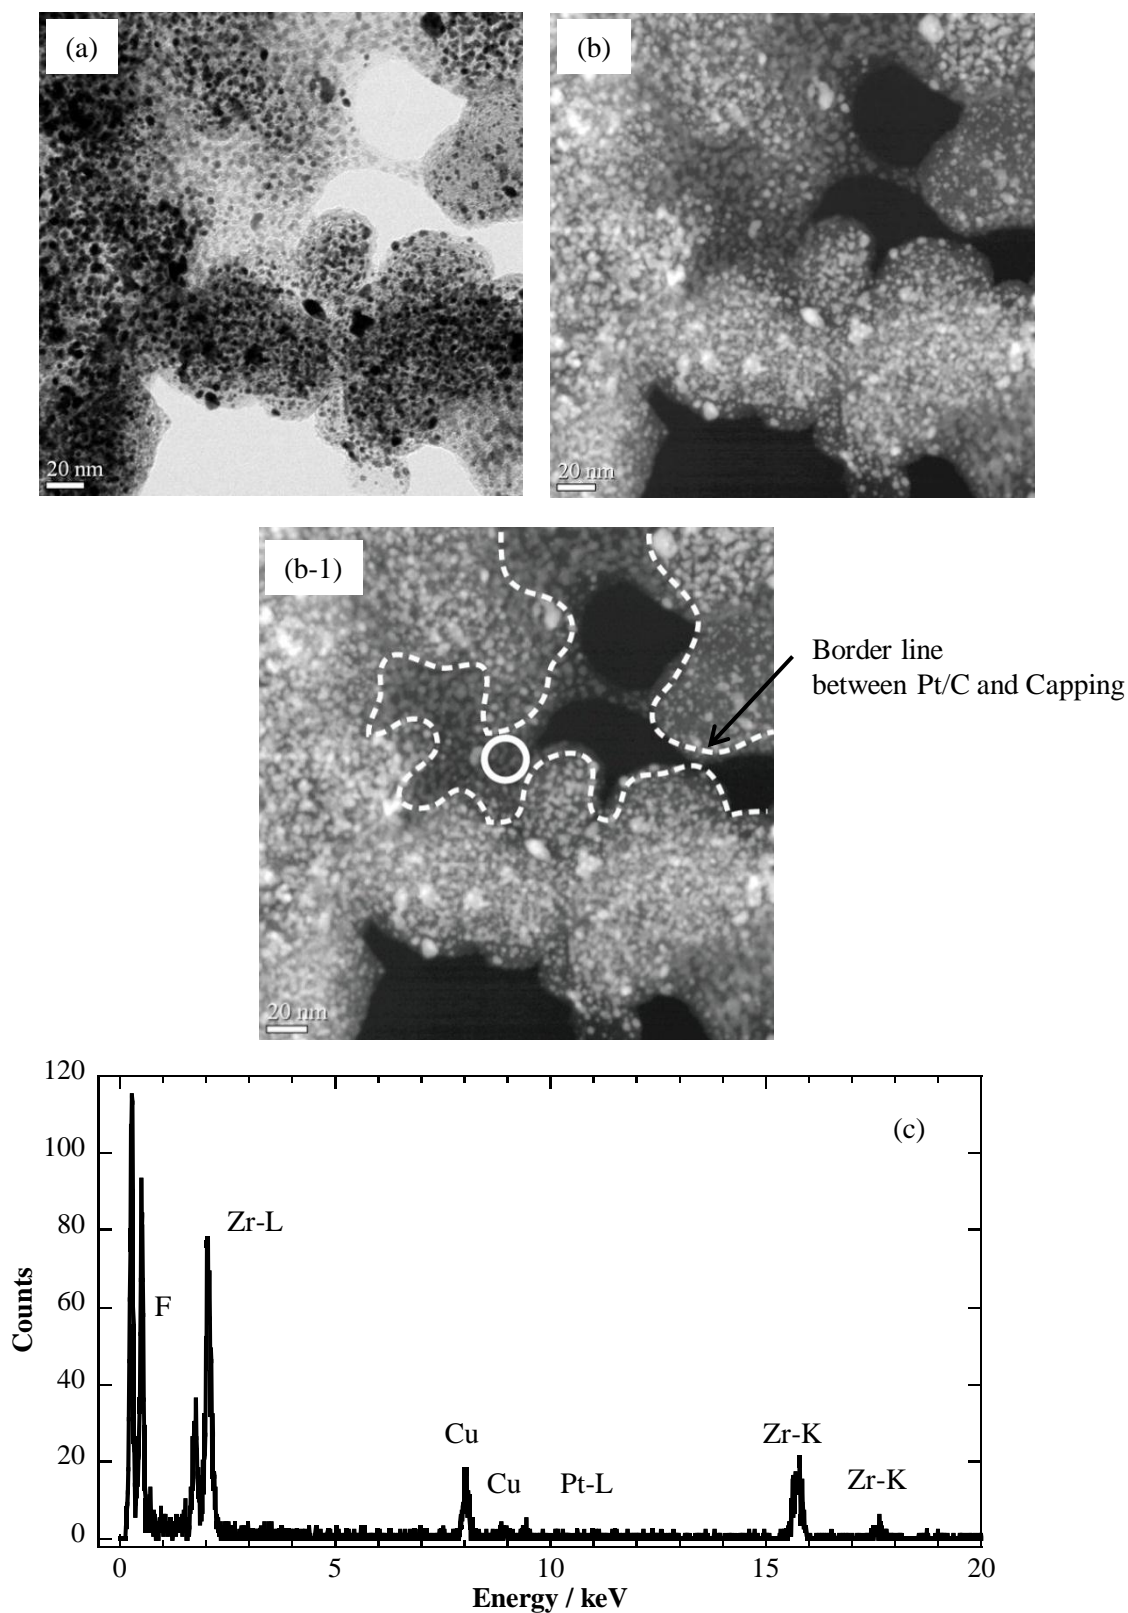 (a)
20 nm
(b)
20 nm
(b-1)
20 nm
Border line
between Pt/C and Capping
120
100
80
60
40
20
0
Counts
(c)
F
Zr-L
Cu
Cu
Pt-L
Zr-K
Zr-K
0
5
10
15
20
Energy / keV